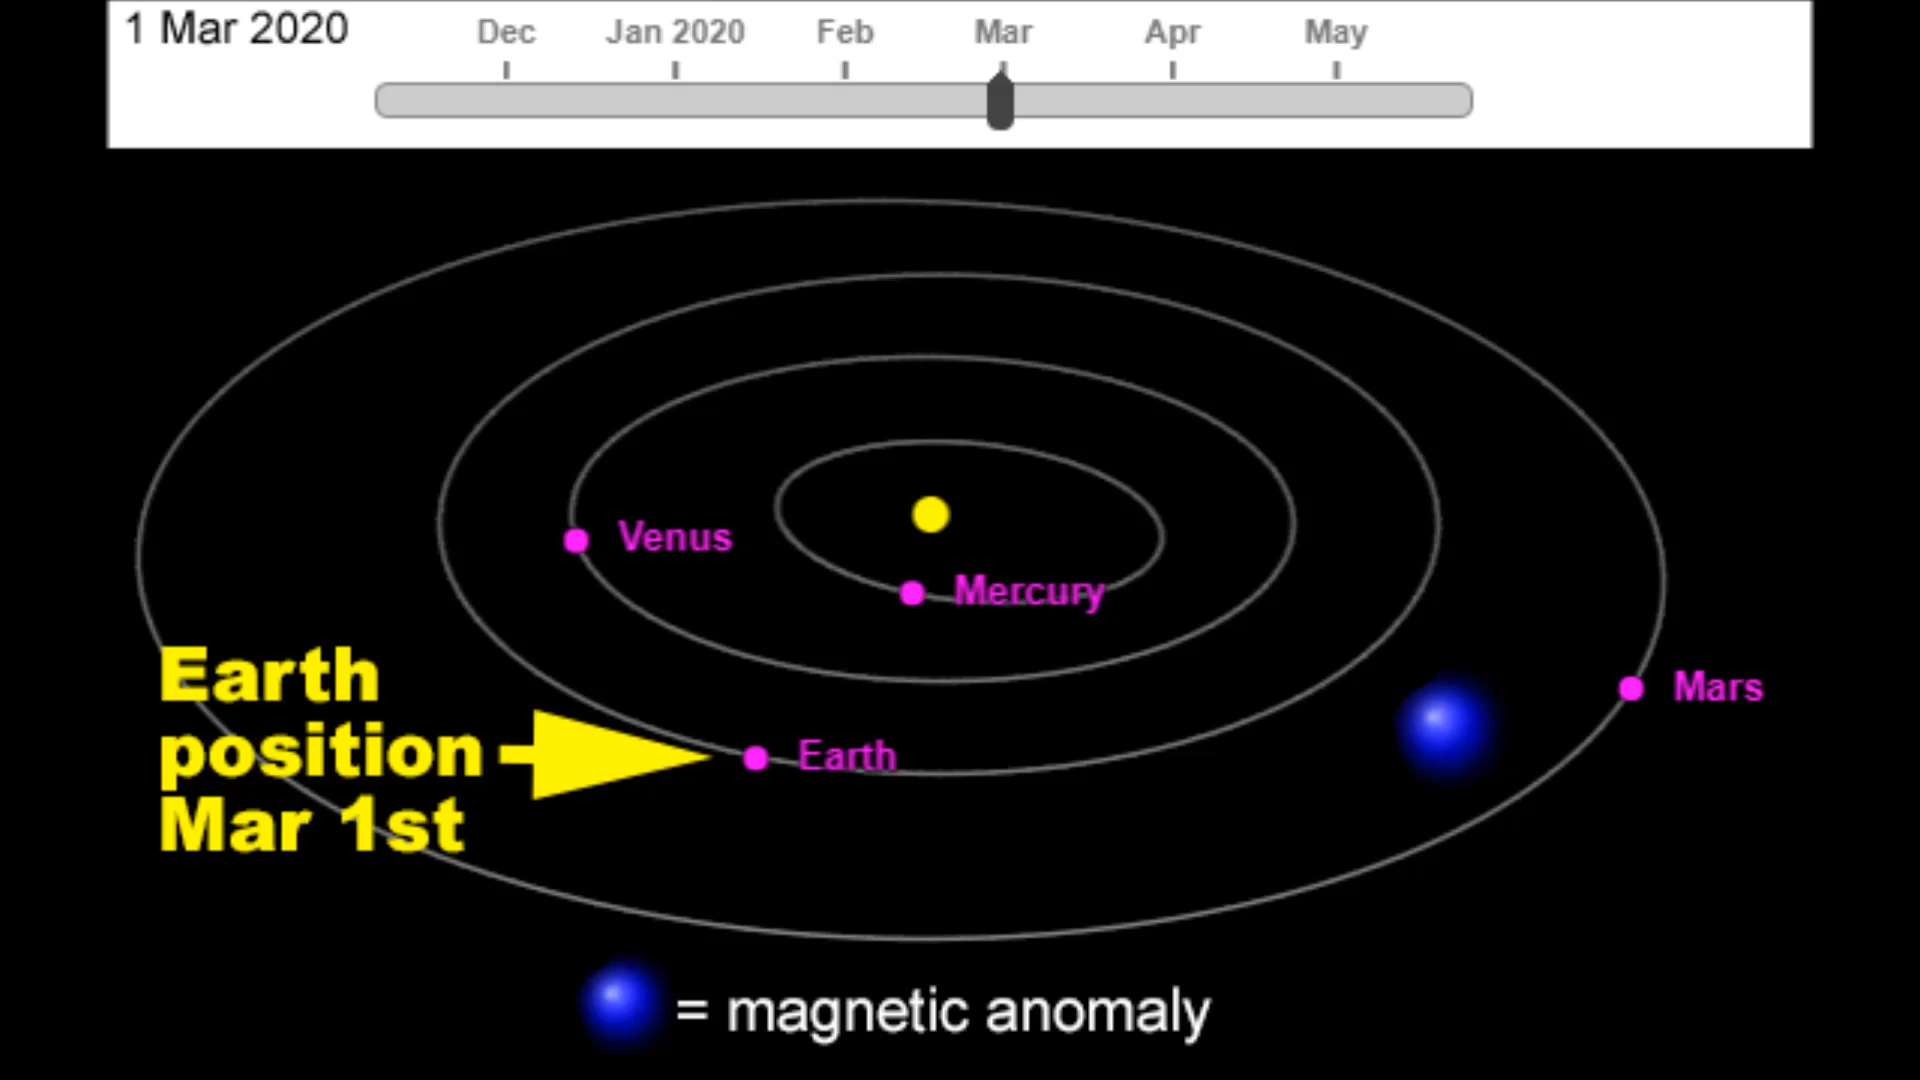 1 Mar 2020
Dec Jan 2020 Feb Mar Apr May
Venus
Mercury
Earth
position
Mar 1st
Mars
Earth
= magnetic anomaly